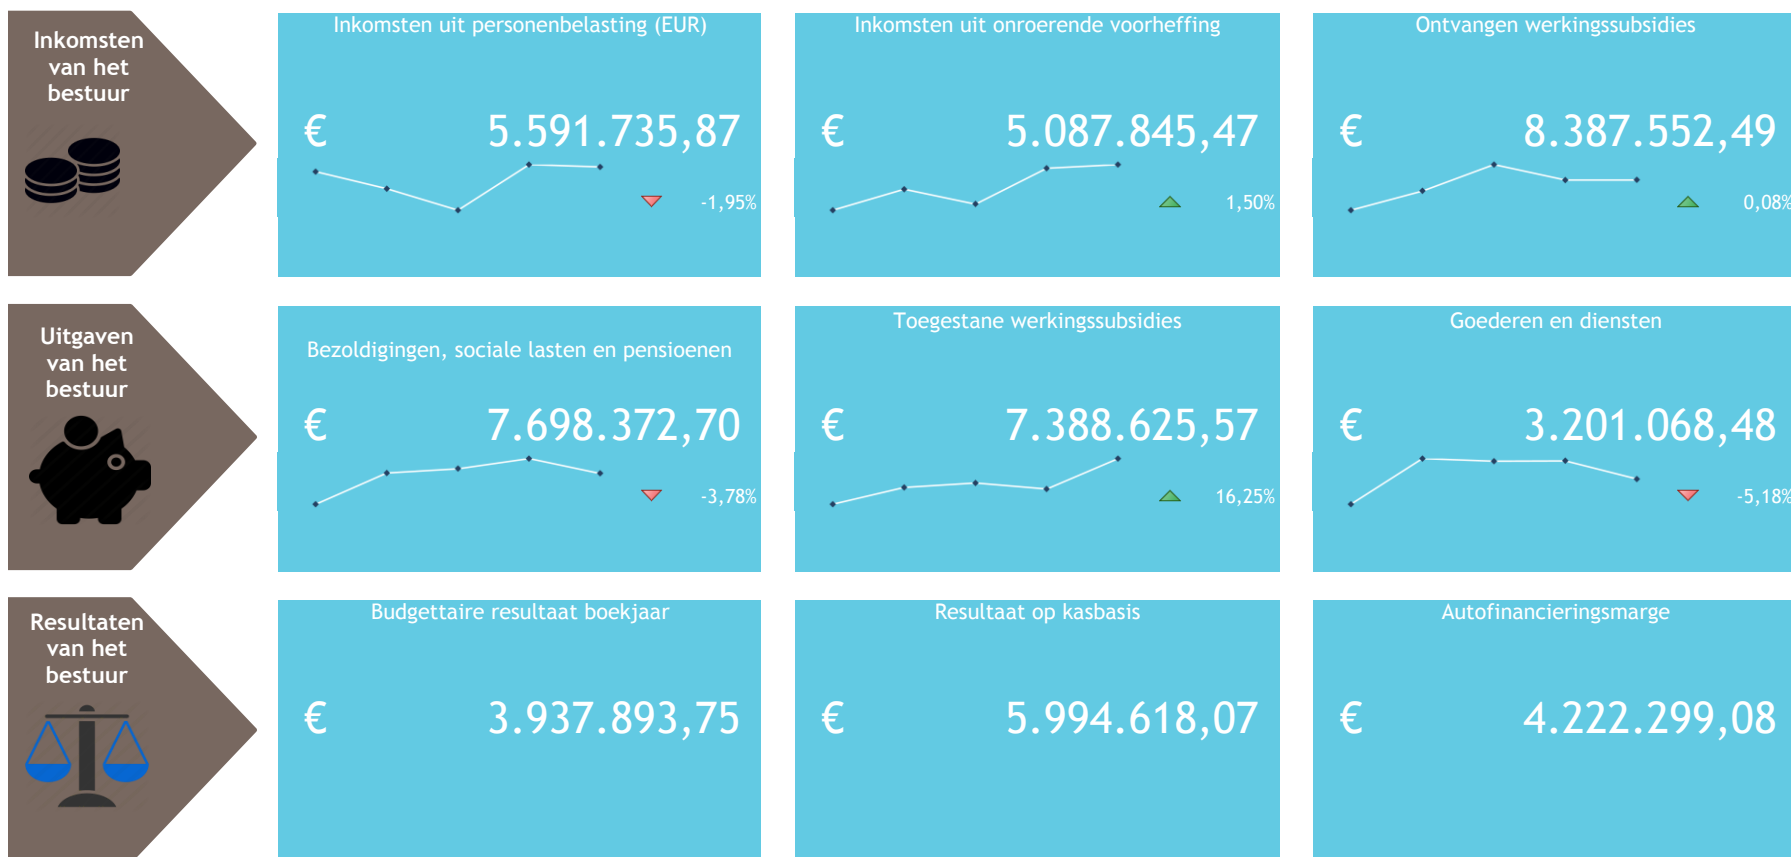 Inkomsten
van het
bestuur
Inkomsten uit personenbelasting (EUR)
€ 5.591.735,87
-1,95%
Inkomsten uit onroerende voorheffing
€ 5.087.845,47
1,50%
Ontvangen werkingssubsidies
€ 8.387.552,49
0,08%
Uitgaven
van het
bestuur
Bezoldigingen, sociale lasten en pensioenen
€ 7.698.372,70
-3,78%
Toegestane werkingssubsidies
€ 7.388.625,57
16,25%
Goederen en diensten
€ 3.201.068,48
-5,18%
Resultaten
van het
bestuur
Budgettaire resultaat boekjaar
€ 3.937.893,75
Resultaat op kasbasis
€ 5.994.618,07
Autofinancieringsmarge
€ 4.222.299,08